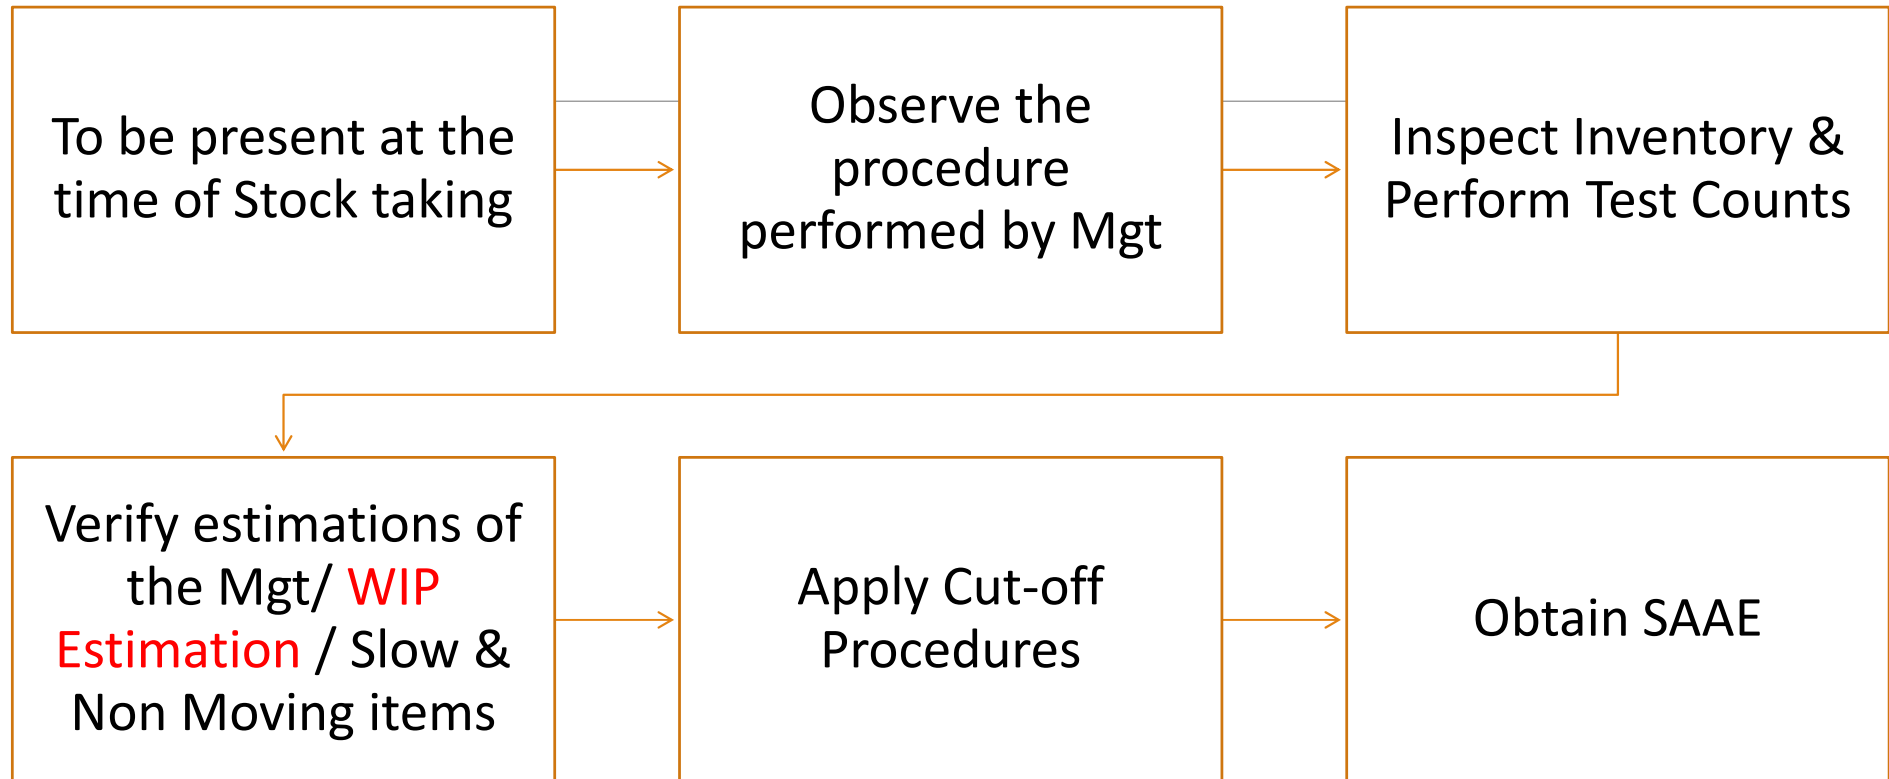 To be present at the
time of Stock taking
Observe the
procedure
performed by Mgt
Inspect Inventory &
Perform Test Counts
Verify estimations of
the Mgt/ WIP
Estimation / Slow &
Non Moving items
Apply Cut-off
Procedures
Obtain SAAE